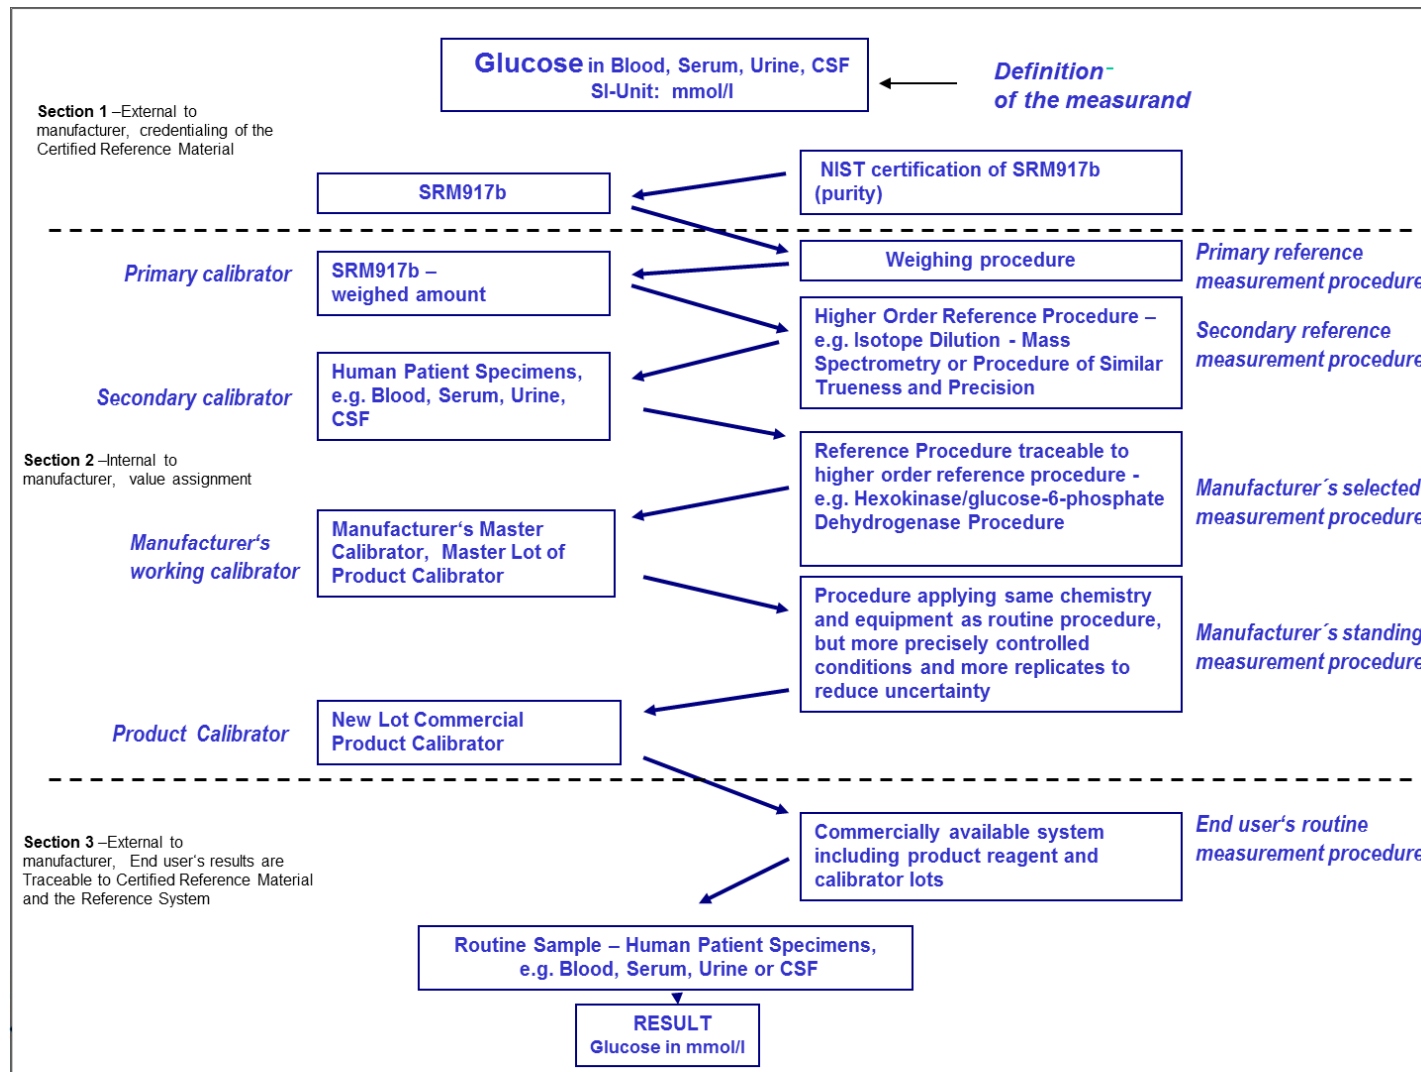 Glucose in Blood, Serum, Urine, CSF
SI-Unit: mmol/l
Definition-
of the measurand
Section 1 –External to
manufacturer, credentialing of the
Certified Reference Material
SRM917b
NIST certification of SRM917b
(purity)
Primary calibrator
SRM917b –
weighed amount
Weighing procedure
Primary reference
measurement procedure
Higher Order Reference Procedure –
e.g. Isotope Dilution - Mass
Spectrometry or Procedure of Similar
Trueness and Precision
Secondary reference
measurement procedure
Secondary calibrator
Human Patient Specimens,
e.g. Blood, Serum, Urine,
CSF
Section 2 –Internal to
manufacturer, value assignment
Reference Procedure traceable to
higher order reference procedure -
e.g. Hexokinase/glucose-6-phosphate
Dehydrogenase Procedure
Manufacturer´s selected
measurement procedure
Manufacturer‘s
working calibrator
Manufacturer‘s Master
Calibrator, Master Lot of
Product Calibrator
Procedure applying same chemistry
and equipment as routine procedure,
but more precisely controlled
conditions and more replicates to
reduce uncertainty
Manufacturer´s standing
measurement procedure
Product Calibrator
New Lot Commercial
Product Calibrator
Section 3 –External to
manufacturer, End user's results are
Traceable to Certified Reference Material
and the Reference System
Commercially available system
including product reagent and
calibrator lots
End user‘s routine
measurement procedure
Routine Sample – Human Patient Specimens,
e.g. Blood, Serum, Urine or CSF
RESULT
Glucose in mmol/l